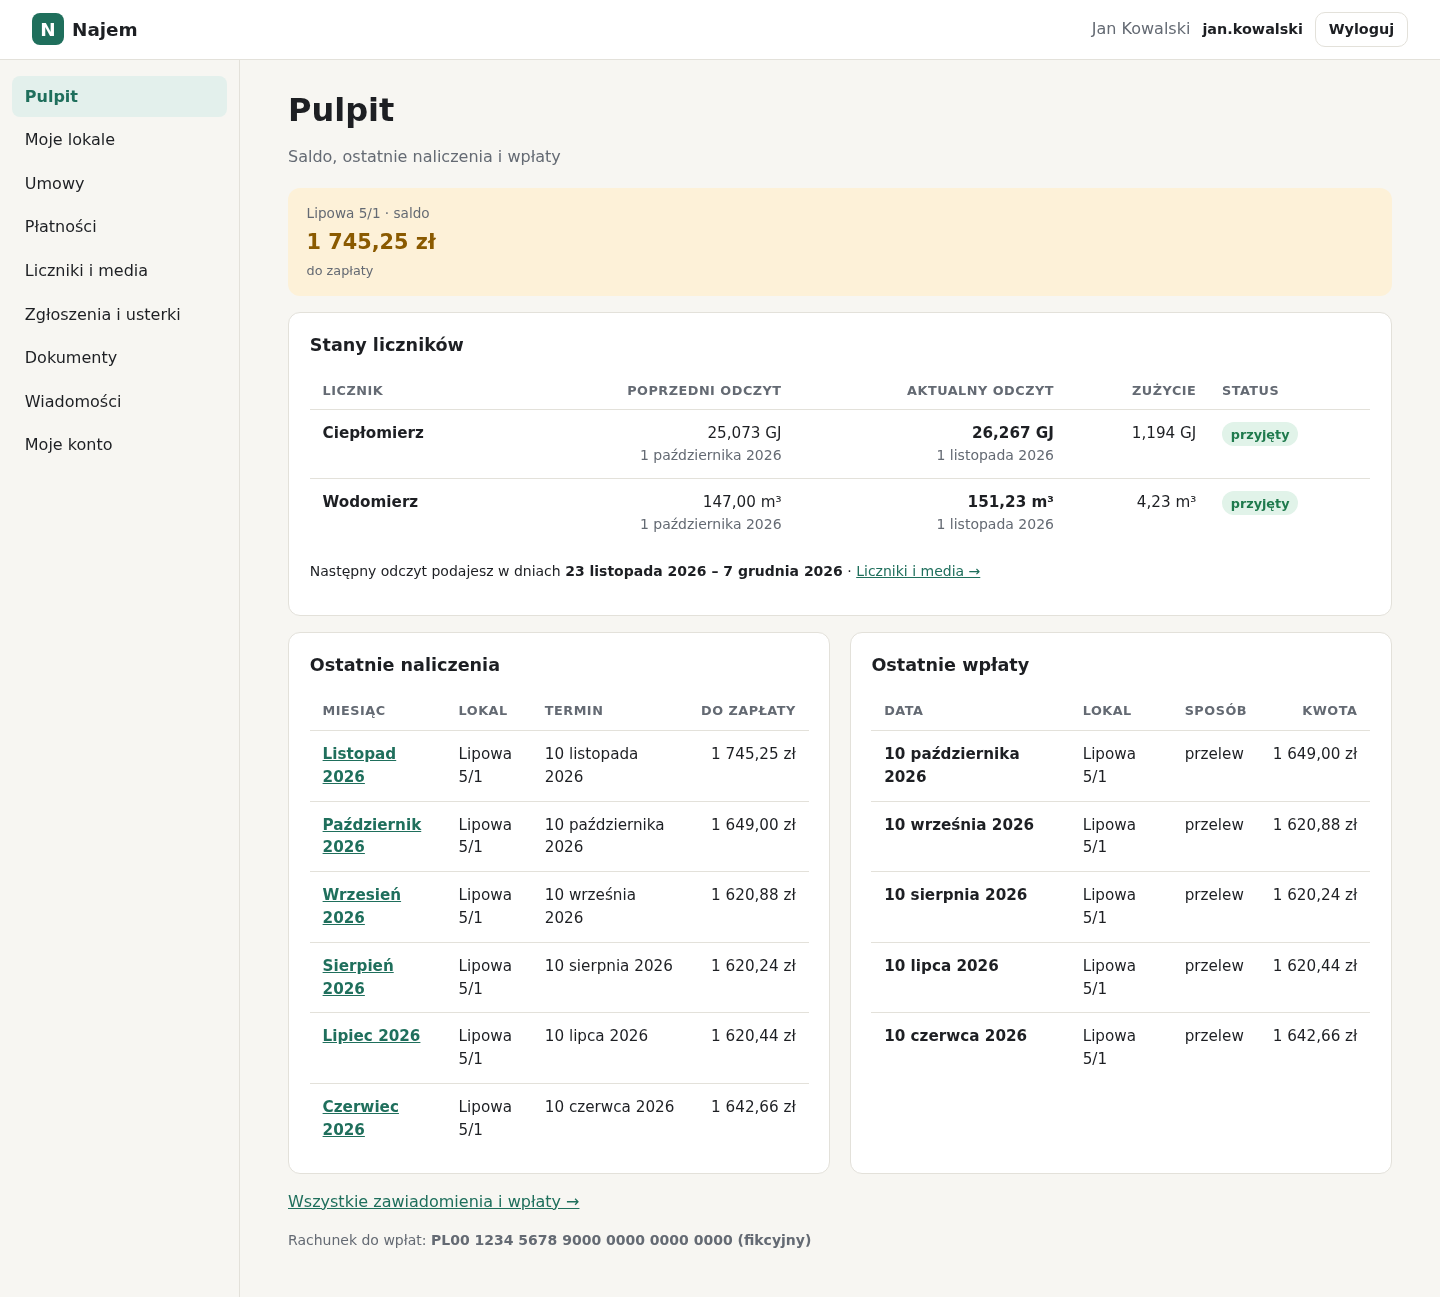 N Najem
Jan Kowalski jan.kowalski Wyloguj
Pulpit
Moje lokale
Umowy
Płatności
Liczniki i media
Zgłoszenia i usterki
Dokumenty
Wiadomości
Moje konto
Pulpit
Saldo, ostatnie naliczenia i wpłaty
Lipowa 5/1 · saldo
1 745,25 zł
do zapłaty
Stany liczników
LICZNIK POPRZEDNI ODCZYT AKTUALNY ODCZYT ZUŻYCIE STATUS
Ciepłomierz 25,073 GJ 26,267 GJ 1,194 GJ przyjęty
1 października 2026 1 listopada 2026
Wodomierz 147,00 m³ 151,23 m³ 4,23 m³ przyjęty
1 października 2026 1 listopada 2026
Następny odczyt podajesz w dniach 23 listopada 2026 – 7 grudnia 2026 · Liczniki i media →
Ostatnie naliczenia
MIESIĄC LOKAL TERMIN DO ZAPŁATY
Listopad Lipowa 10 listopada 1 745,25 zł
2026 5/1 2026
Październik Lipowa 10 października 1 649,00 zł
2026 5/1 2026
Wrzesień Lipowa 10 września 1 620,88 zł
2026 5/1 2026
Sierpień Lipowa 10 sierpnia 2026 1 620,24 zł
2026 5/1
Lipiec 2026 Lipowa 10 lipca 2026 1 620,44 zł
5/1
Czerwiec Lipowa 10 czerwca 2026 1 642,66 zł
2026 5/1
Ostatnie wpłaty
DATA LOKAL SPOSÓB KWOTA
10 października Lipowa przelew 1 649,00 zł
2026 5/1
10 września 2026 Lipowa przelew 1 620,88 zł
5/1
10 sierpnia 2026 Lipowa przelew 1 620,24 zł
5/1
10 lipca 2026 Lipowa przelew 1 620,44 zł
5/1
10 czerwca 2026 Lipowa przelew 1 642,66 zł
5/1
Wszystkie zawiadomienia i wpłaty →
Rachunek do wpłat: PL00 1234 5678 9000 0000 0000 0000 (fikcyjny)